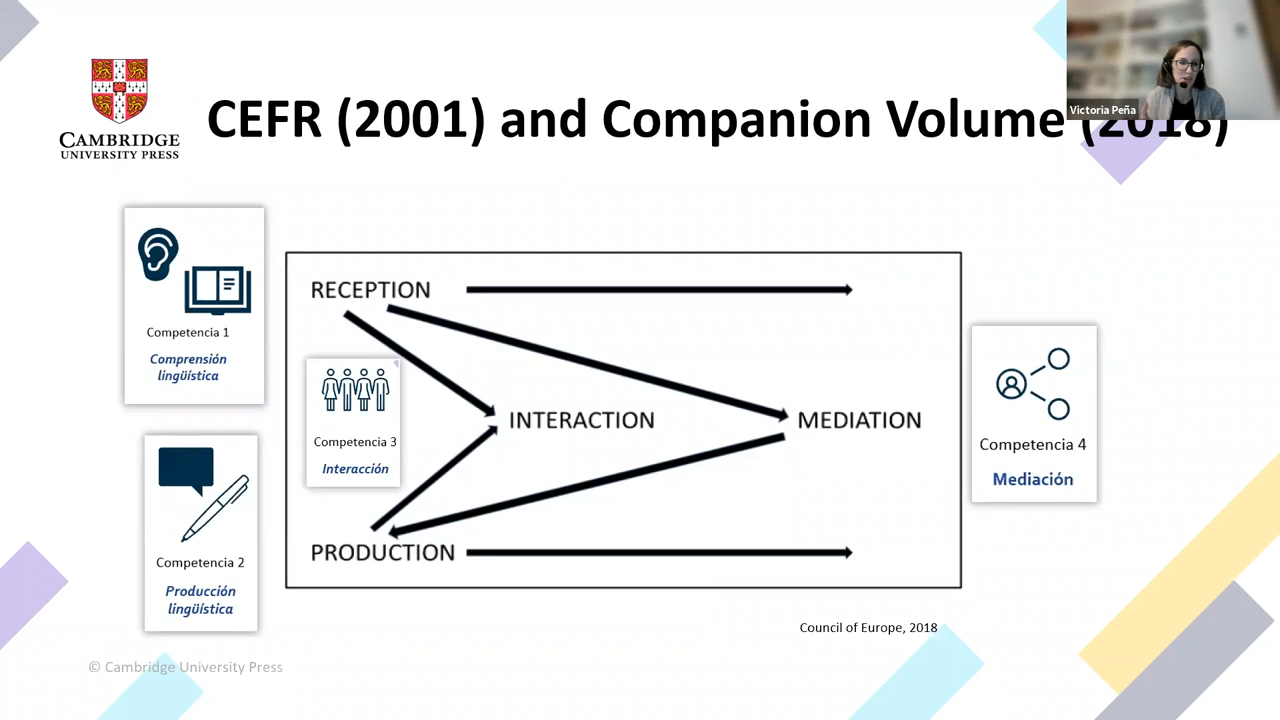 CAMBRIDGE
UNIVERSITY PRESS
CEFR (2001) and Companion Volume (2018)
Victoria Peña
Competencia 1
Comprensión
lingüística
Competencia 2
Producción
lingüística
RECEPTION
Competencia 3
Interacción
INTERACTION
MEDIATION
PRODUCTION
Competencia 4
Mediación
Council of Europe, 2018
© Cambridge University Press